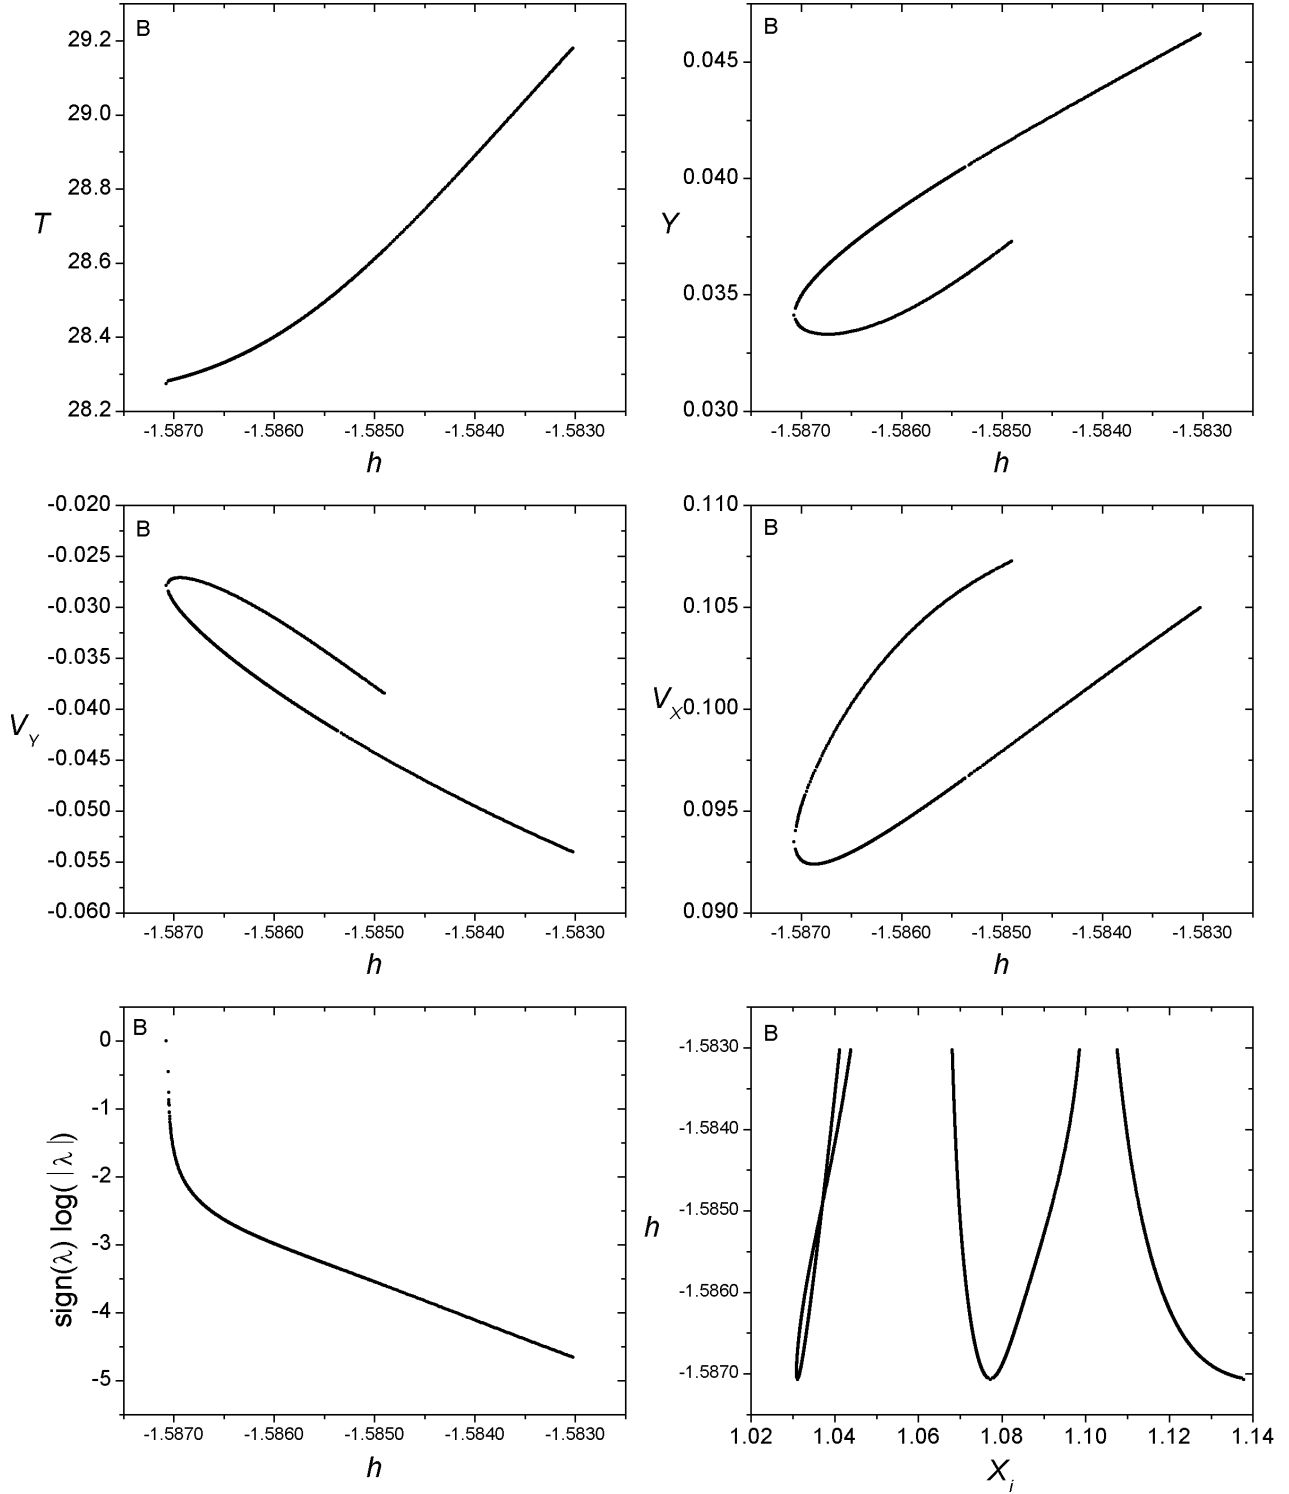 B
29.2
29.0
28.8
T
28.6
28.4
28.2
-1.5870 -1.5860 -1.5850 -1.5840 -1.5830
h
B
0.045
0.040
Y
0.035
0.030
-1.5870 -1.5860 -1.5850 -1.5840 -1.5830
h
-0.020
B
-0.025
-0.030
-0.035
-0.040
V_Y
-0.045
-0.050
-0.055
-0.060
-1.5870 -1.5860 -1.5850 -1.5840 -1.5830
h
0.110
B
0.105
V_X
0.100
0.095
0.090
-1.5870 -1.5860 -1.5850 -1.5840 -1.5830
h
B
0
-1
-2
sign(λ) log(|λ|)
-3
-4
-5
-1.5870 -1.5860 -1.5850 -1.5840 -1.5830
h
B
-1.5830
-1.5840
-1.5850
h
-1.5860
-1.5870
1.02 1.04 1.06 1.08 1.10 1.12 1.14
X_i